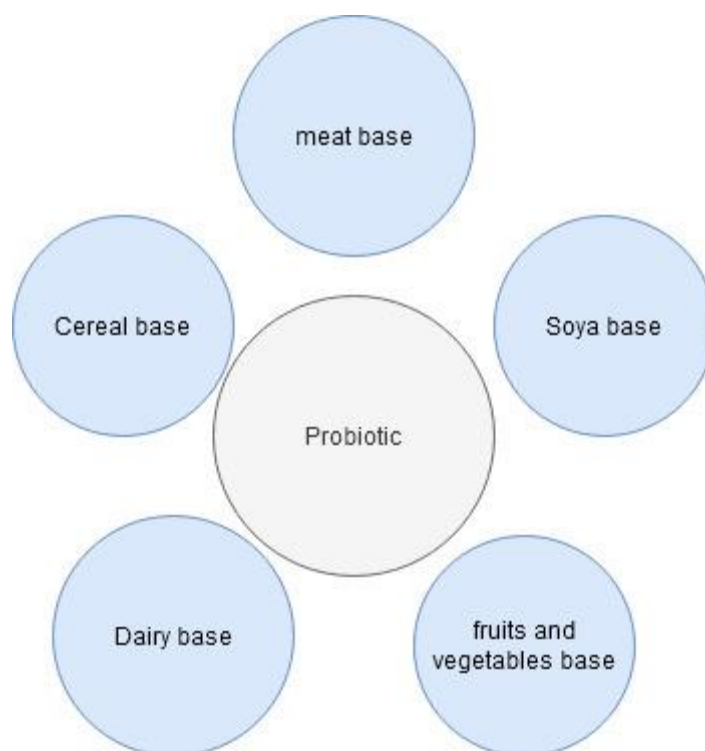 meat base
Cereal base
Soya base
Probiotic
Dairy base
fruits and
vegetables base